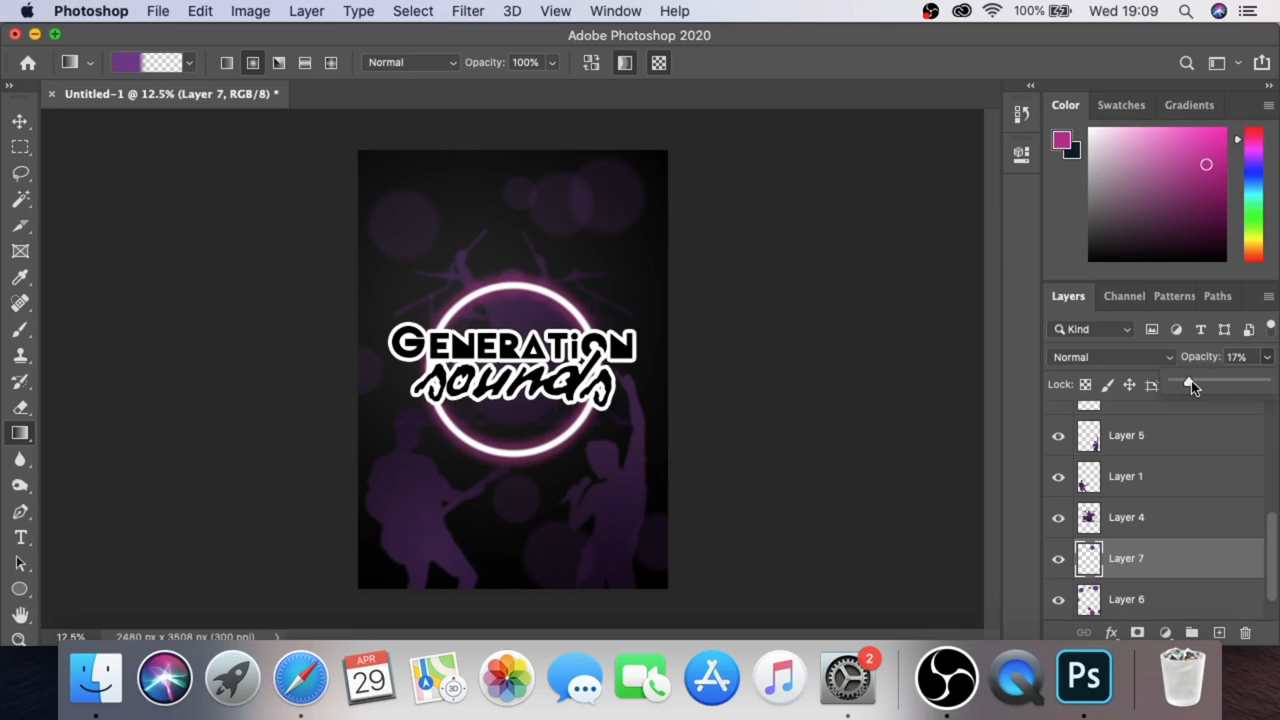 Photoshop File Edit Image Layer Type Select Filter 3D View Window Help 100% Wed 19:09
Adobe Photoshop 2020
Normal Opacity: 100%
Untitled-1 @ 12.5% (Layer 7, RGB/8) *
Color Swatches Gradients
GENERATiON
sounds
Layers Channel Patterns Paths
Kind
Normal Opacity: 17%
Lock:
Layer 5
Layer 1
Layer 4
Layer 7
Layer 6
12.5% 2480 px x 3508 px (300 ppi)
APR
29
3D
2
Ps